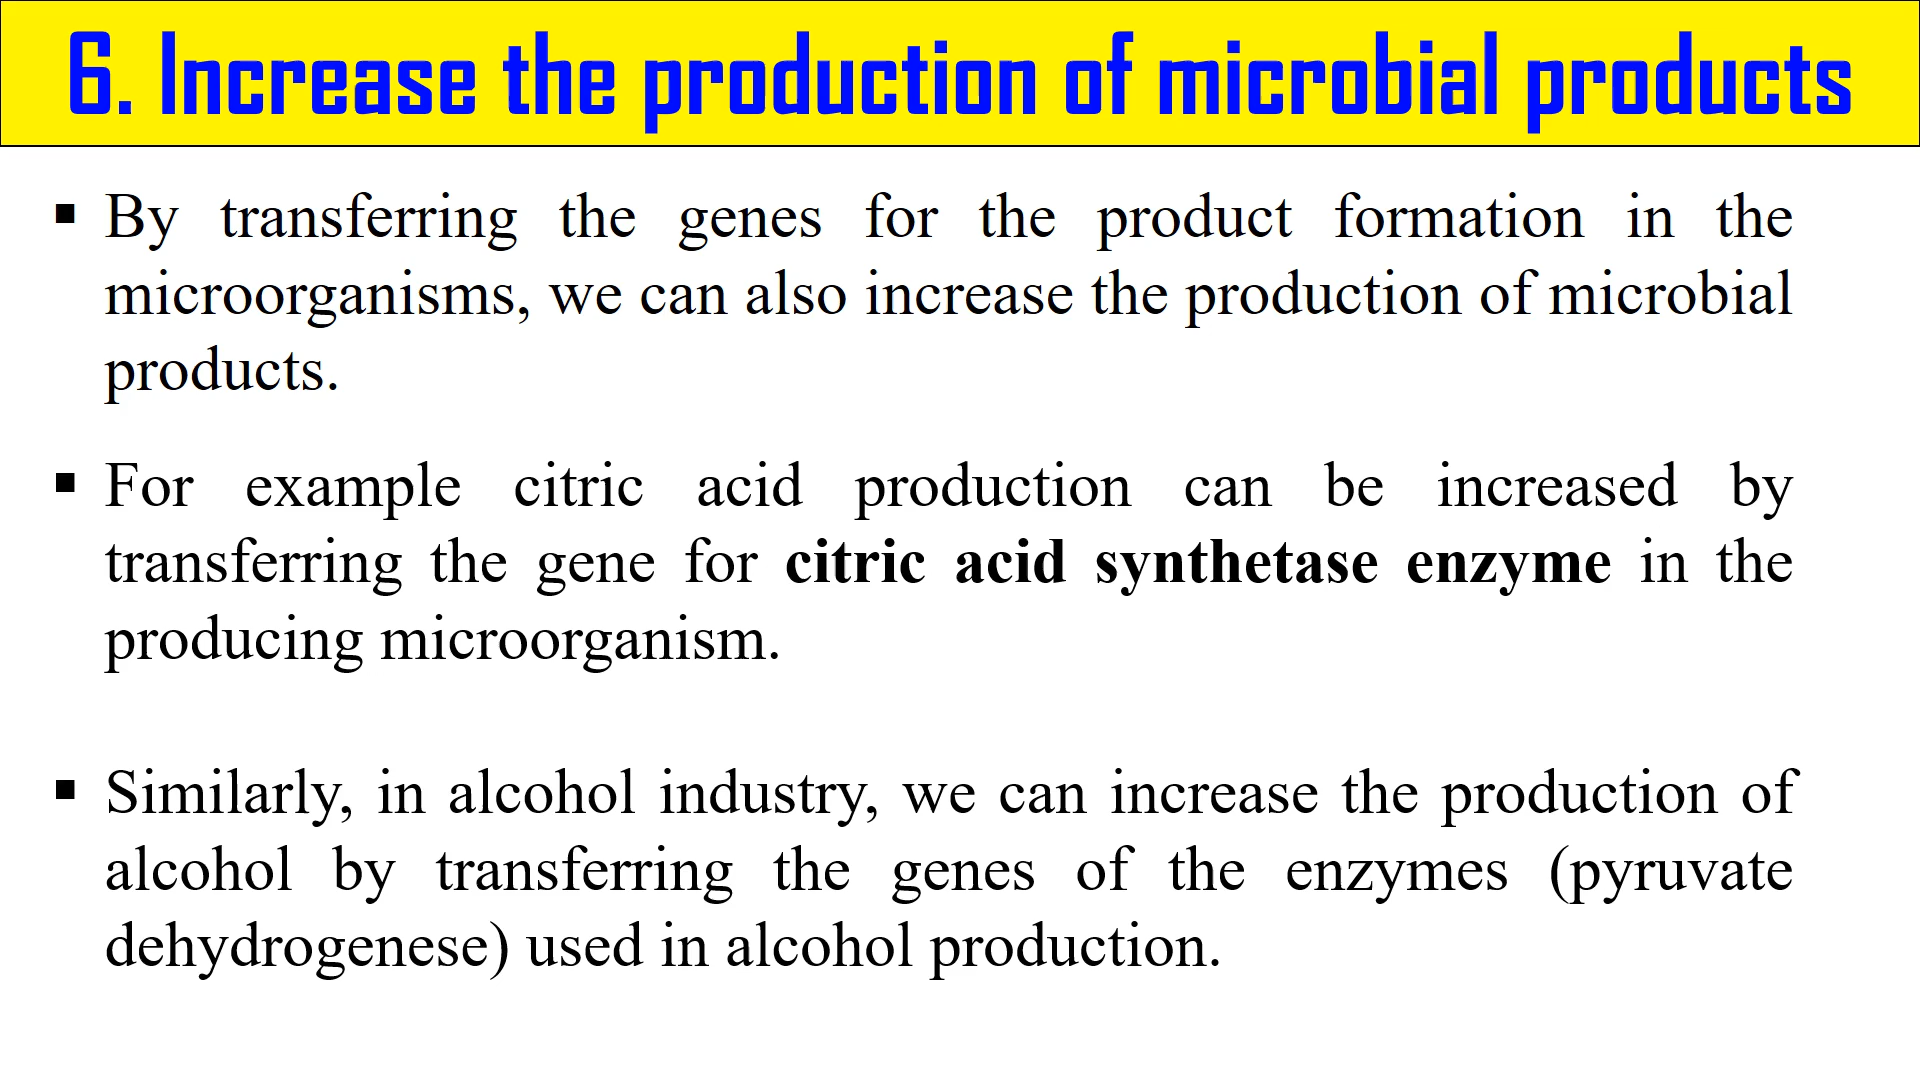 6. Increase the production of microbial products
▪ By transferring the genes for the product formation in the
microorganisms, we can also increase the production of microbial
products.
▪ For example citric acid production can be increased by
transferring the gene for citric acid synthetase enzyme in the
producing microorganism.
▪ Similarly, in alcohol industry, we can increase the production of
alcohol by transferring the genes of the enzymes (pyruvate
dehydrogenese) used in alcohol production.